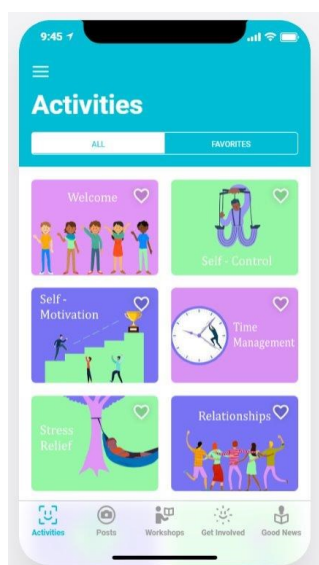 9:45
Activities
ALL
FAVORITES
Welcome
Self - Control
Self -
Motivation
Time
Management
Stress
Relief
Relationships
Activities
Posts
Workshops
Get Involved
Good News